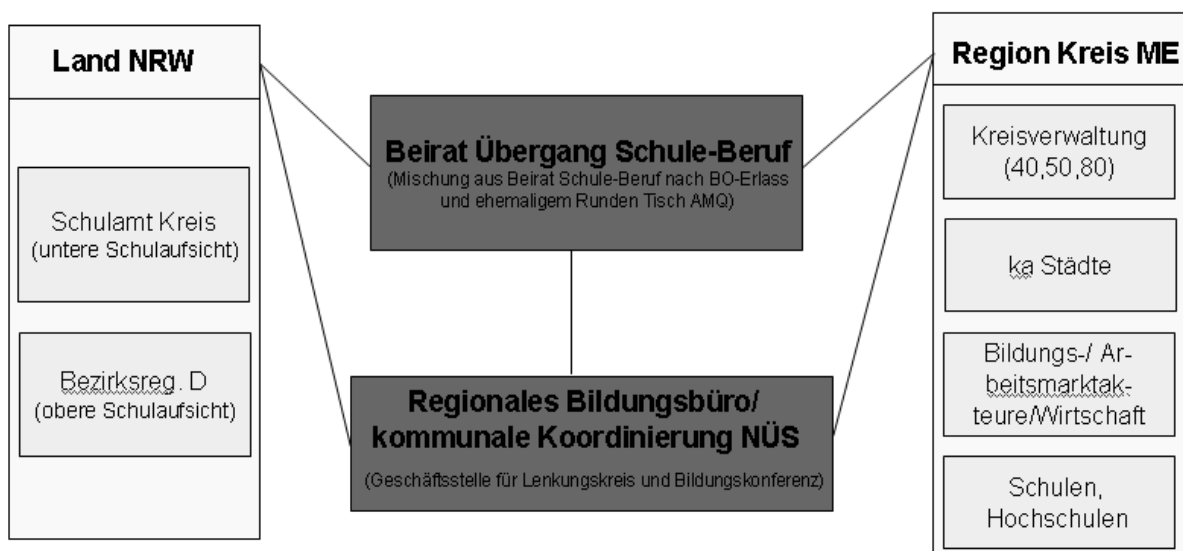 Land NRW
Schulamt Kreis
(untere Schulaufsicht)
Bezirksreg. D
(obere Schulaufsicht)
Beirat Übergang Schule-Beruf
(Mischung aus Beirat Schule-Beruf nach BO-Erlass
und ehemaligem Runden Tisch AMQ)
Regionales Bildungsbüro/
kommunale Koordinierung NÜS
(Geschäftsstelle für Lenkungskreis und Bildungskonferenz)
Region Kreis ME
Kreisverwaltung
(40,50,80)
ka Städte
Bildungs-/ Ar-
beitsmarktak-
teure/Wirtschaft
Schulen,
Hochschulen